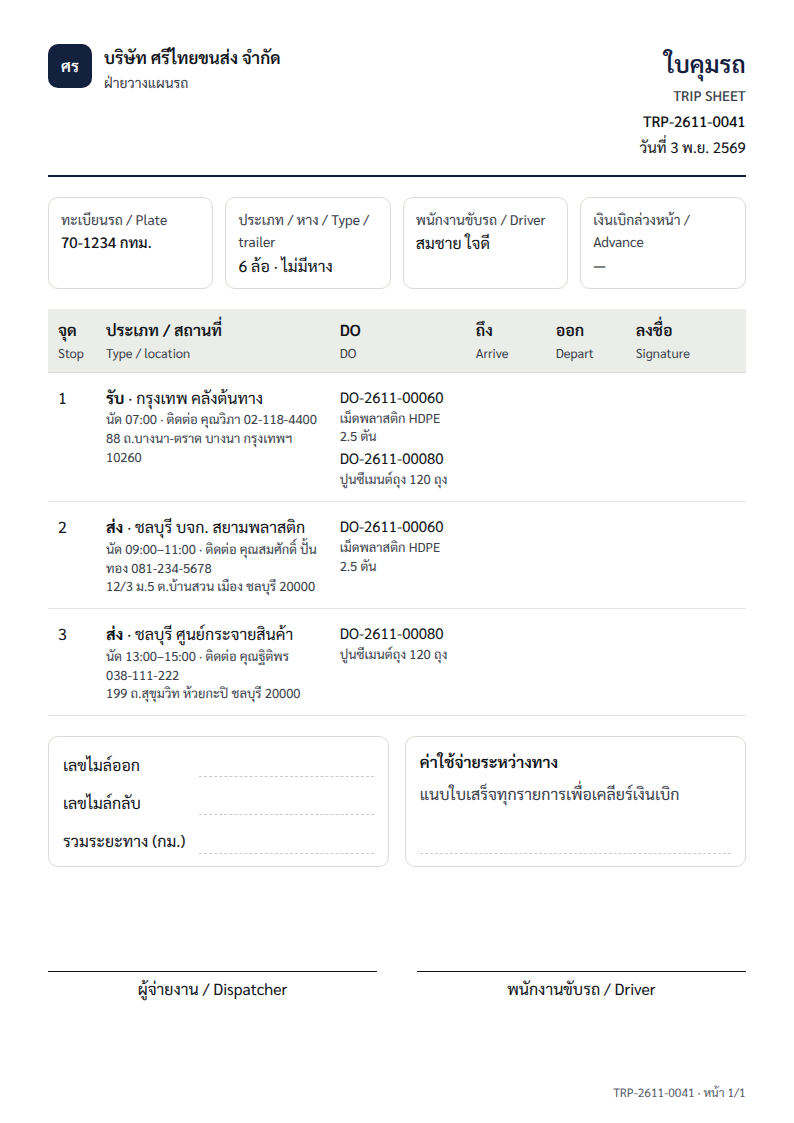 ศร
บริษัท ศรีไทยขนส่ง จำกัด
ฝ่ายวางแผนรถ
ใบคุมรถ
TRIP SHEET
TRP-2611-0041
วันที่ 3 พ.ย. 2569
ทะเบียนรถ / Plate
70-1234 กทม.
ประเภท / หาง / Type /
trailer
6 ล้อ · ไม่มีหาง
พนักงานขับรถ / Driver
สมชาย ใจดี
เงินเบิกล่วงหน้า /
Advance
—
จุด ประเภท / สถานที่ DO ถึง ออก ลงชื่อ
Stop Type / location DO Arrive Depart Signature
1 รับ · กรุงเทพ คลังต้นทาง DO-2611-00060
นัด 07:00 · ติดต่อ คุณวิภา 02-118-4400 เม็ดพลาสติก HDPE
88 ถ.บางนา-ตราด บางนา กรุงเทพฯ 2.5 ตัน
10260 DO-2611-00080
ปูนซีเมนต์ถุง 120 ถุง
2 ส่ง · ชลบุรี บจก. สยามพลาสติก DO-2611-00060
นัด 09:00–11:00 · ติดต่อ คุณสมศักดิ์ ปั้น เม็ดพลาสติก HDPE
ทอง 081-234-5678 2.5 ตัน
12/3 ม.5 ต.บ้านสวน เมือง ชลบุรี 20000
3 ส่ง · ชลบุรี ศูนย์กระจายสินค้า DO-2611-00080
นัด 13:00–15:00 · ติดต่อ คุณฐิติพร ปูนซีเมนต์ถุง 120 ถุง
038-111-222
199 ถ.สุขุมวิท ห้วยกะปิ ชลบุรี 20000
เลขไมล์ออก
เลขไมล์กลับ
รวมระยะทาง (กม.)
ค่าใช้จ่ายระหว่างทาง
แนบใบเสร็จทุกรายการเพื่อเคลียร์เงินเบิก
ผู้จ่ายงาน / Dispatcher
พนักงานขับรถ / Driver
TRP-2611-0041 · หน้า 1/1